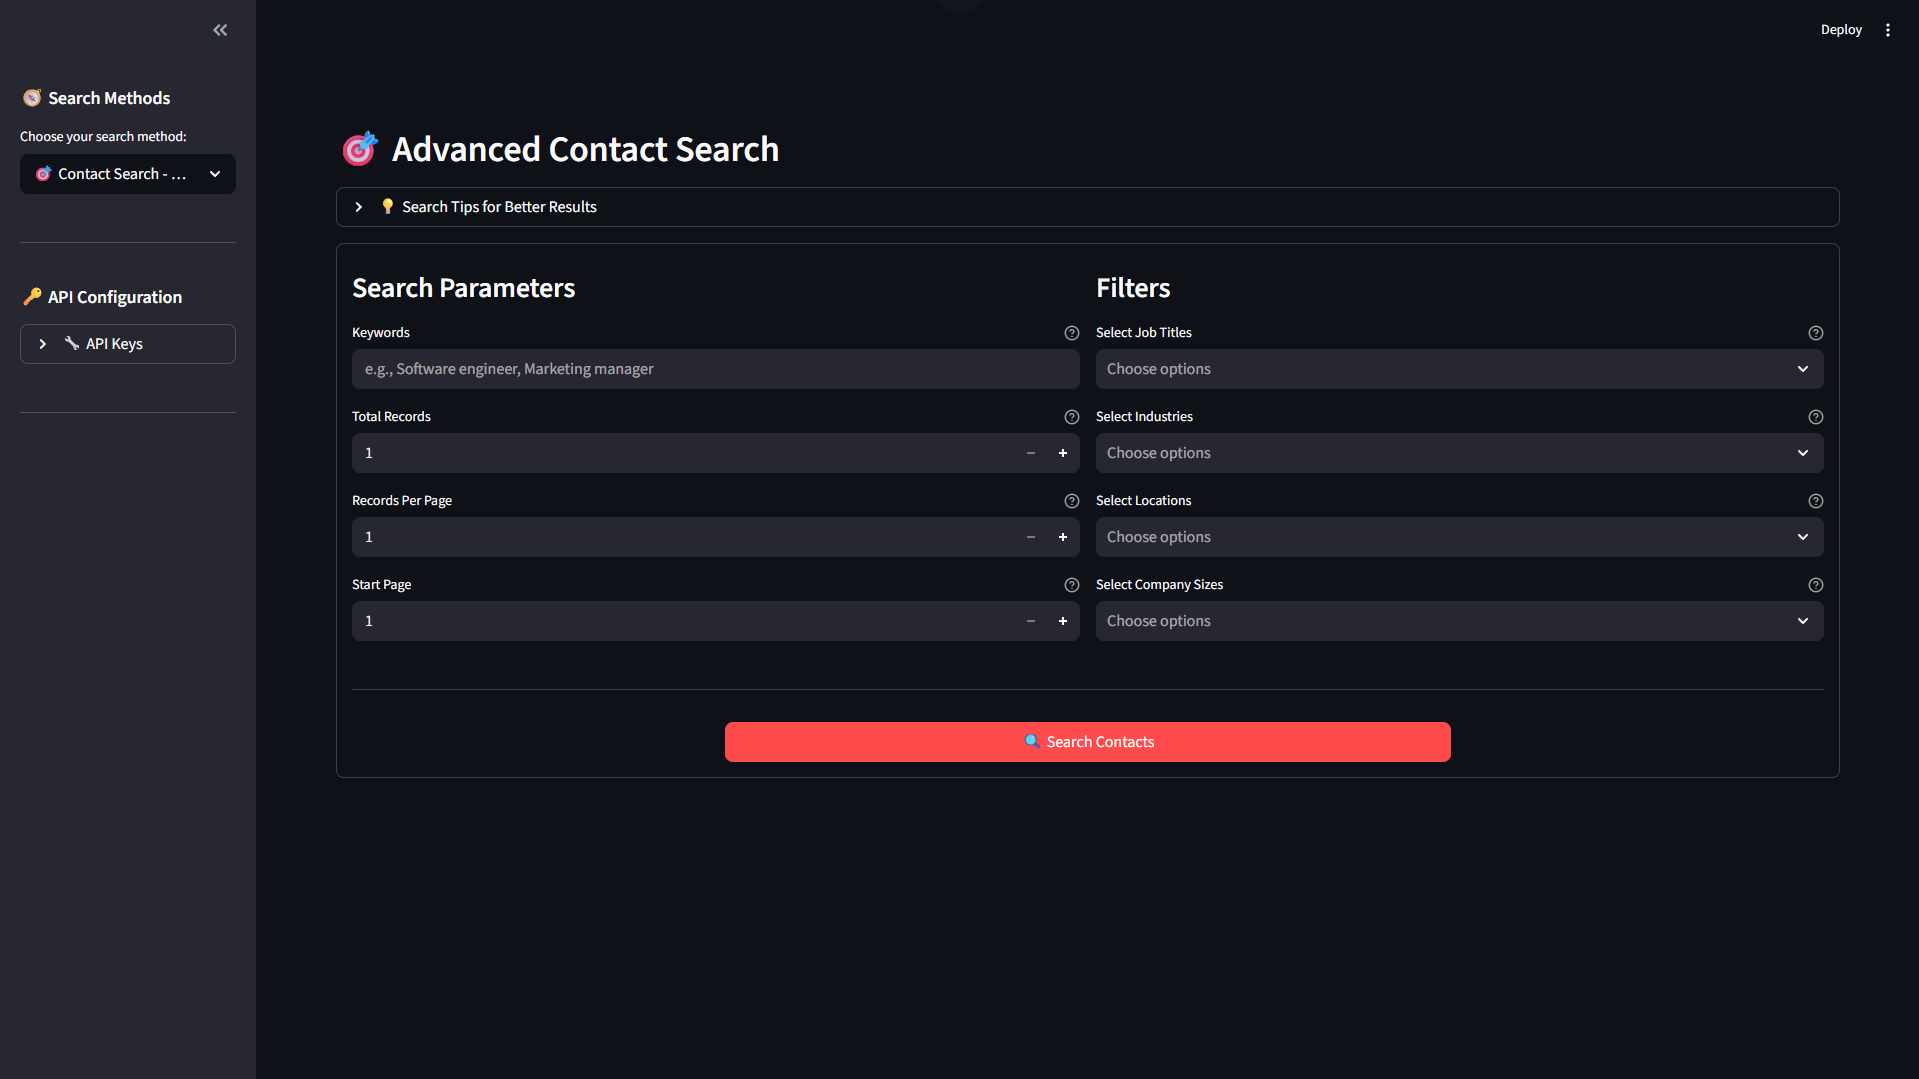 Deploy
Search Methods
Choose your search method:
Contact Search - ...
API Configuration
API Keys
Advanced Contact Search
Search Tips for Better Results
Search Parameters
Keywords
e.g., Software engineer, Marketing manager
Total Records
1
Records Per Page
1
Start Page
1
Filters
Select Job Titles
Choose options
Select Industries
Choose options
Select Locations
Choose options
Select Company Sizes
Choose options
Search Contacts